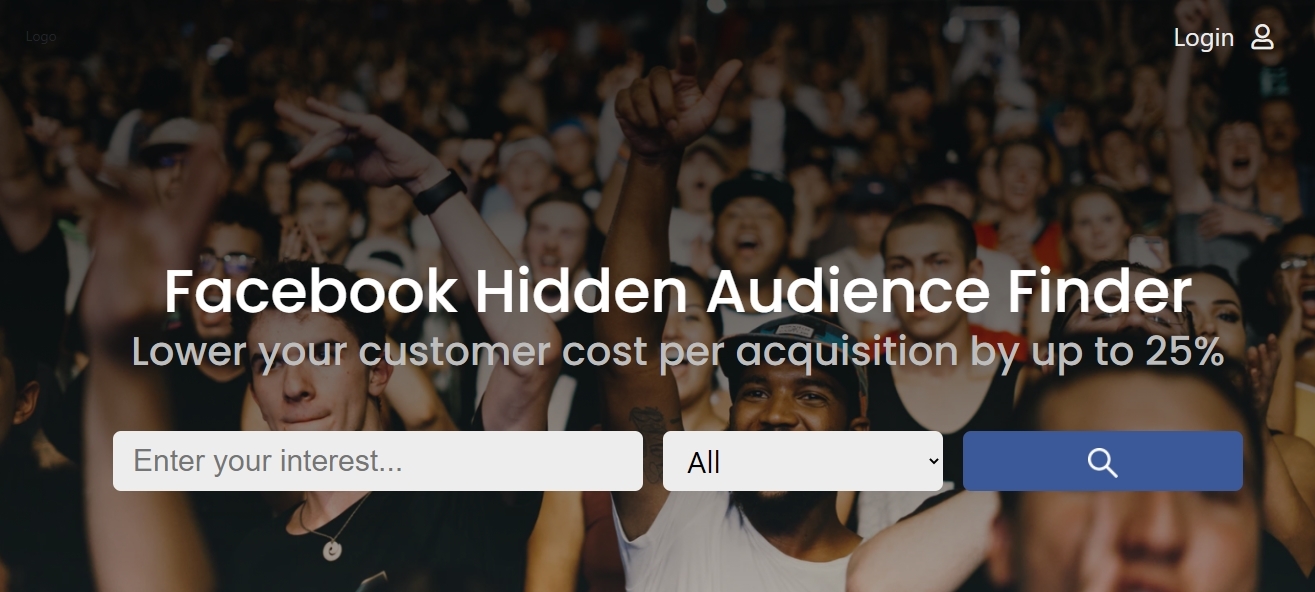 Logo
Login
Facebook Hidden Audience Finder
Lower your customer cost per acquisition by up to 25%
Enter your interest...
All